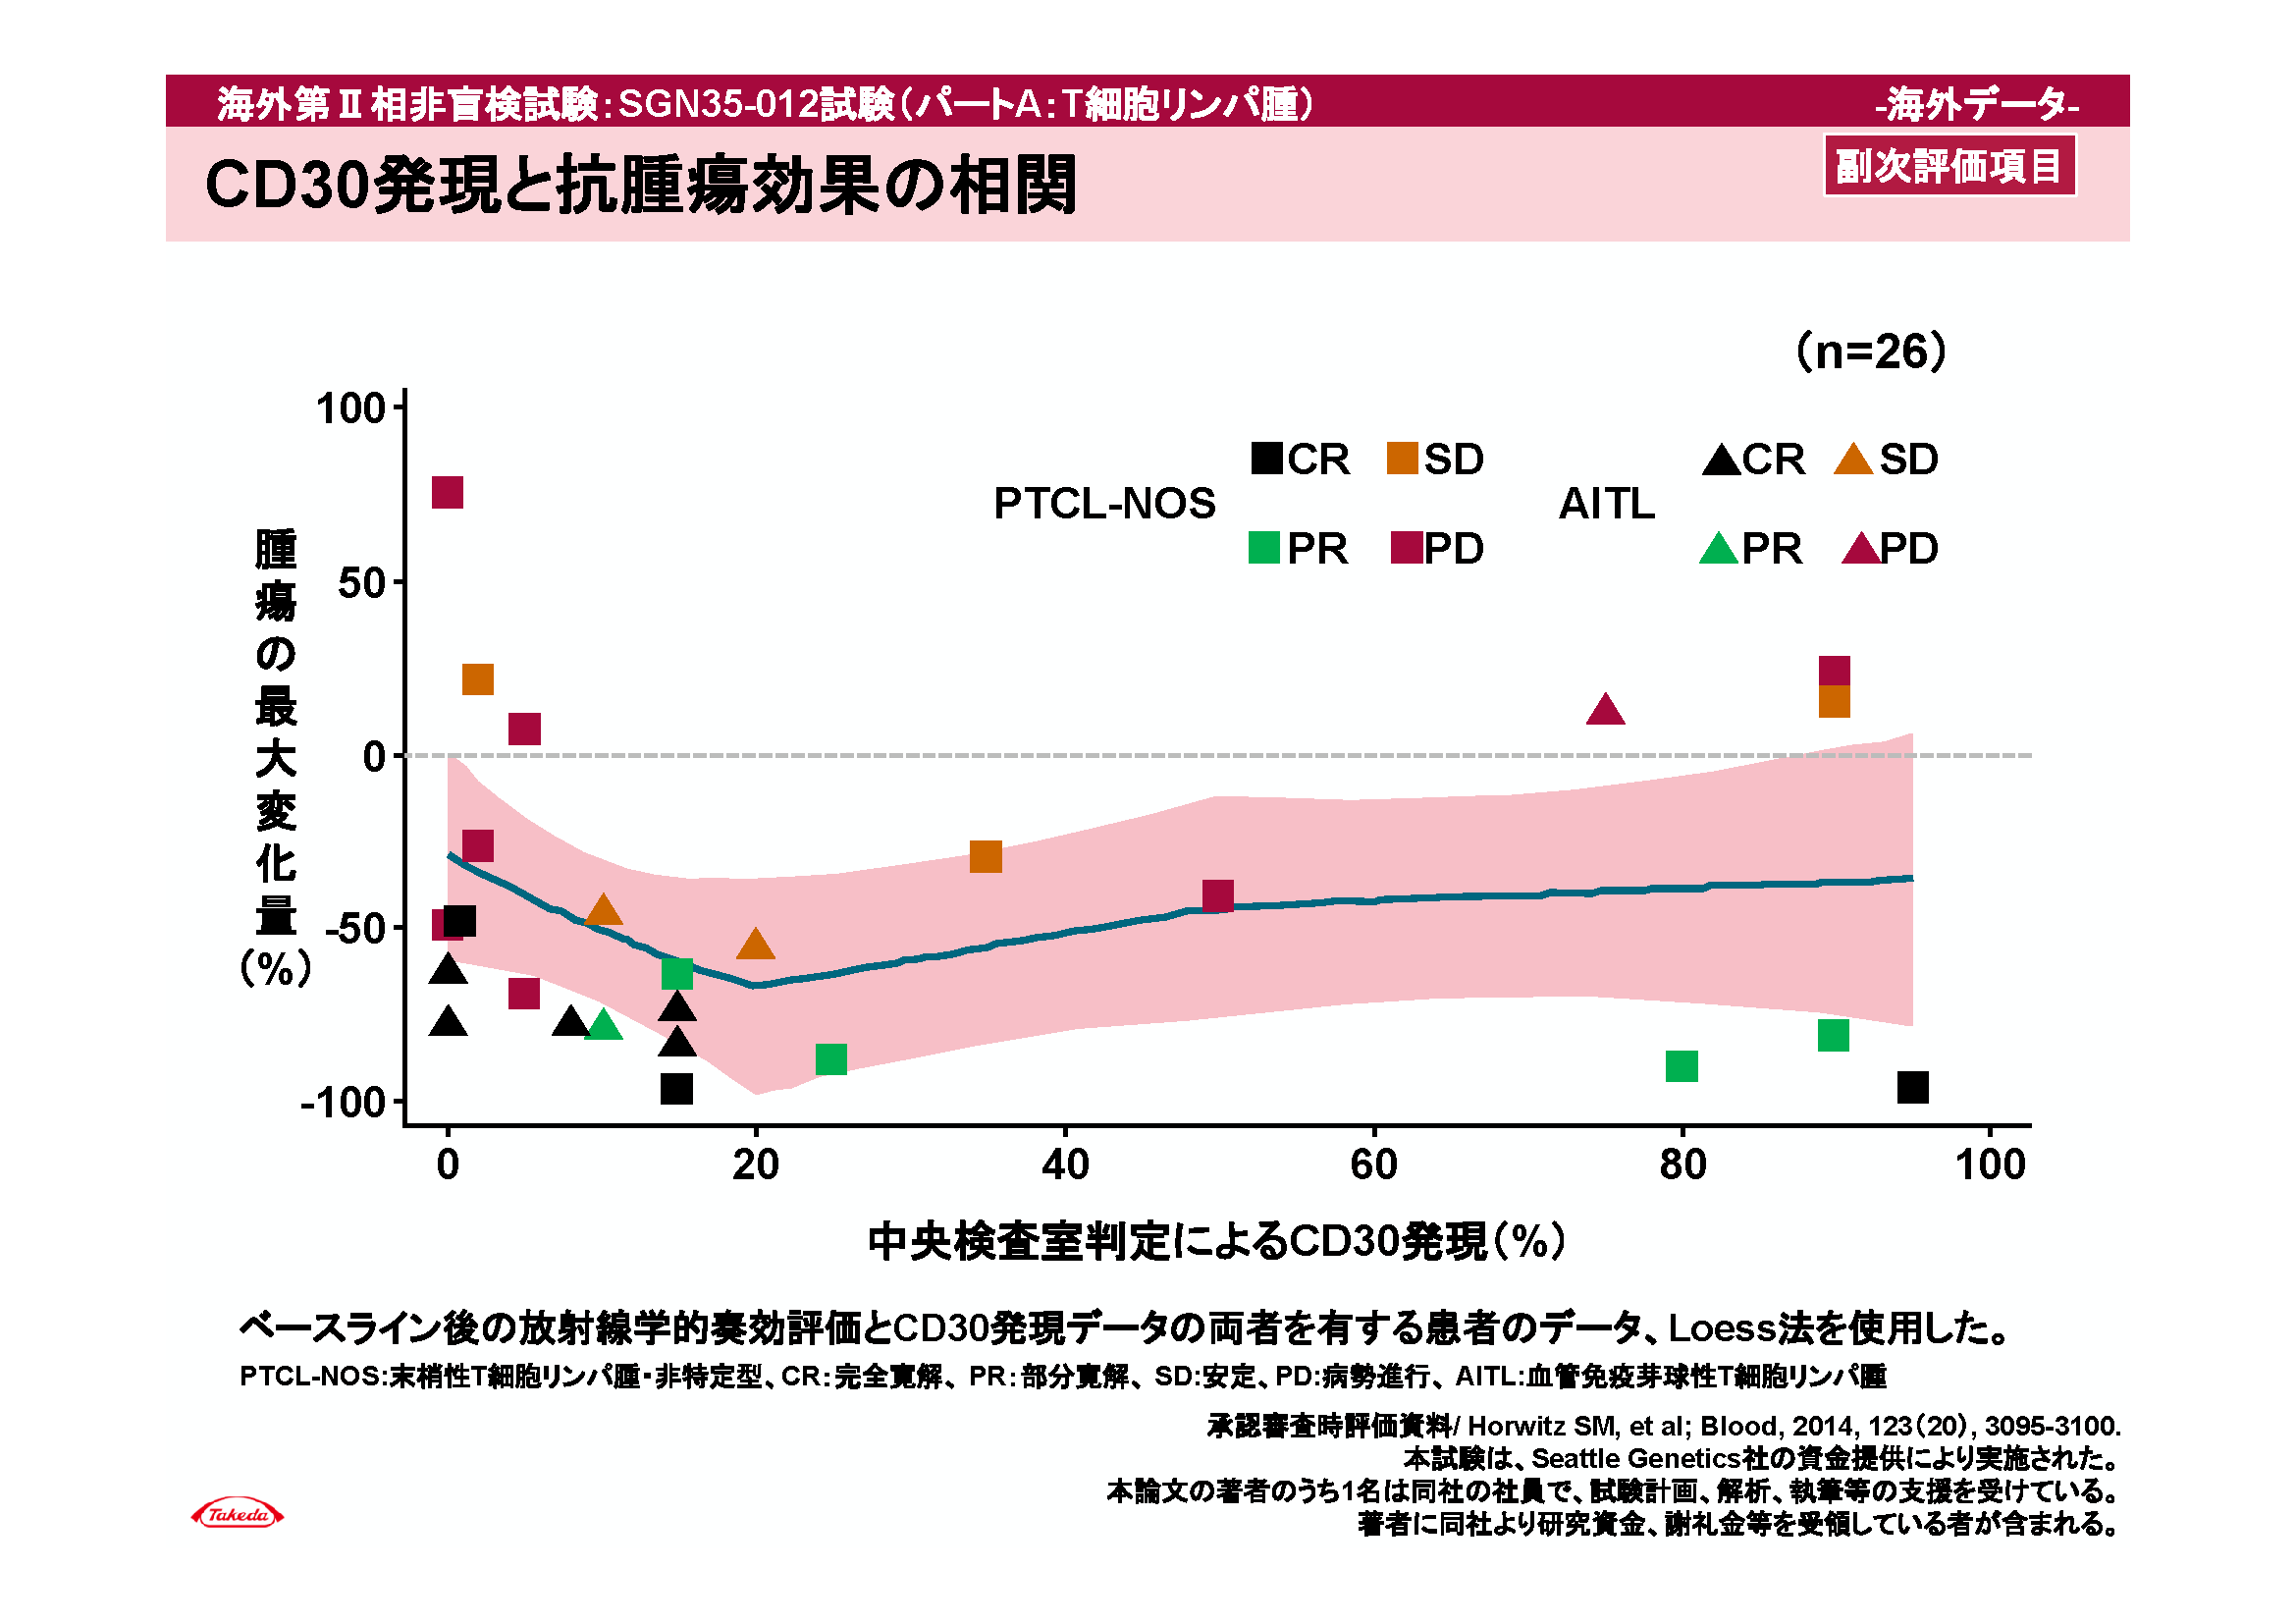 海外第Ⅱ相非盲検試験：SGN35-012試験（パートA：T細胞リンパ腫）
-海外データ-
CD30発現と抗腫瘍効果の相関
副次評価項目
（n=26）
PTCL-NOS
CR
SD
PR
PD
AITL
CR
SD
PR
PD
腫瘍の最大変化量（%）
100
50
0
-50
-100
0
20
40
60
80
100
中央検査室判定によるCD30発現（%）
ベースライン後の放射線学的奏効評価とCD30発現データの両者を有する患者のデータ、Loess法を使用した。
PTCL-NOS:末梢性T細胞リンパ腫・非特定型、CR：完全寛解、PR：部分寛解、SD:安定、PD:病勢進行、AITL:血管免疫芽球性T細胞リンパ腫
承認審査時評価資料/ Horwitz SM, et al; Blood, 2014, 123（20）, 3095-3100.
本試験は、Seattle Genetics社の資金提供により実施された。
本論文の著者のうち1名は同社の社員で、試験計画、解析、執筆等の支援を受けている。
著者に同社より研究資金、謝礼金等を受領している者が含まれる。
Takeda